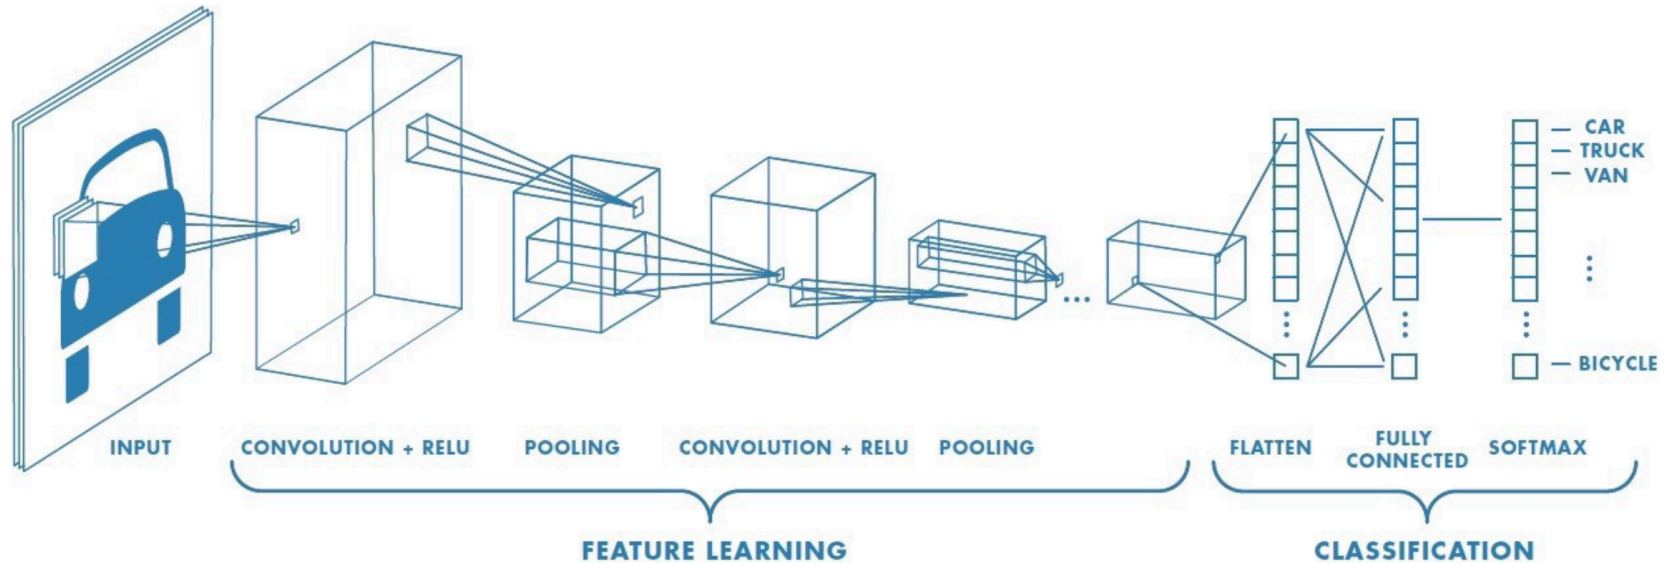 CAR
TRUCK
VAN
BICYCLE
INPUT
CONVOLUTION + RELU
POOLING
CONVOLUTION + RELU
POOLING
FLATTEN
FULLY
CONNECTED
SOFTMAX
FEATURE LEARNING
CLASSIFICATION